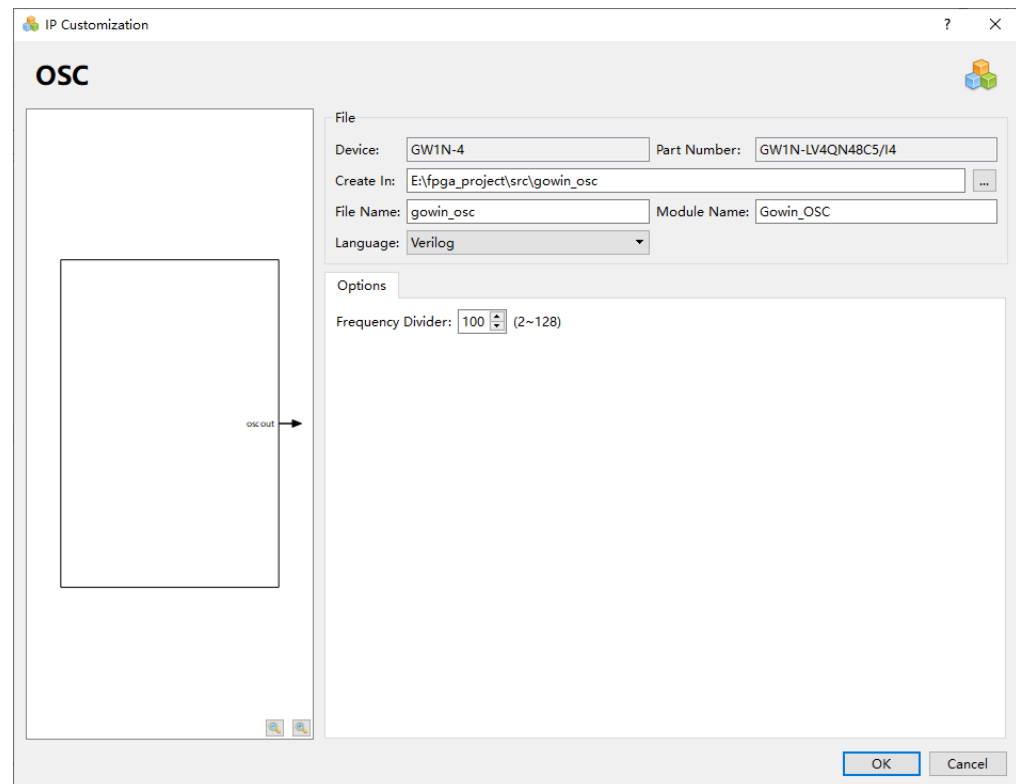 IP Customization
OSC
File
Device: GW1N-4 Part Number: GW1N-LV4QN48C5/I4
Create In: E:\fpga_project\src\gowin_osc ...
File Name: gowin_osc Module Name: Gowin_OSC
Language: Verilog
Options
Frequency Divider: 100 (2~128)
oscout
OK Cancel